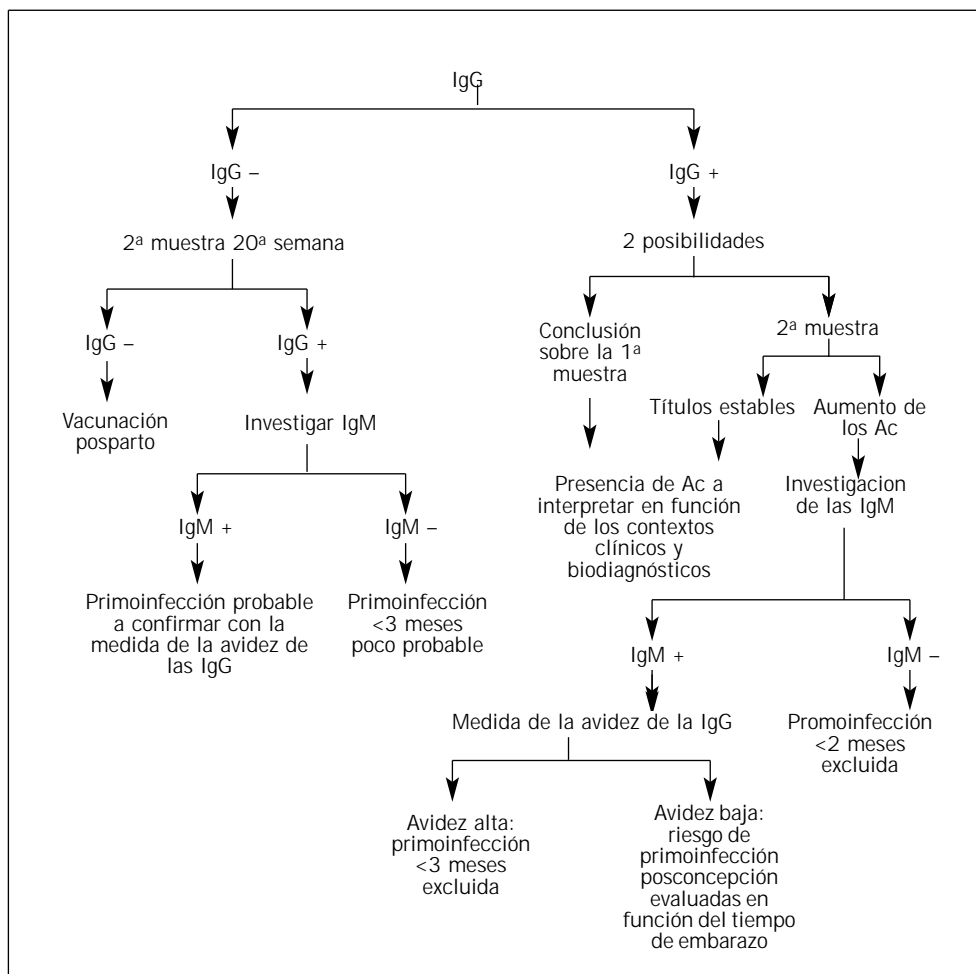 IgG
IgG –
IgG +
2ª muestra 20ª semana
2 posibilidades
IgG –
IgG +
Conclusión
sobre la 1ª
muestra
2ª muestra
Vacunación
posparto
Investigar IgM
Títulos estables
Aumento de
los Ac
Presencia de Ac a
interpretar en función
de los contextos
clínicos y
biodiagnósticos
Investigacion
de las IgM
IgM +
IgM –
Primoinfección probable
a confirmar con la
medida de la avidez de
las IgG
Primoinfección
<3 meses
poco probable
IgM +
IgM –
Medida de la avidez de la IgG
Promoinfección
<2 meses
excluida
Avidez alta:
primoinfección
<3 meses
excluida
Avidez baja:
riesgo de
primoinfección
posconcepción
evaluadas en
función del tiempo
de embarazo